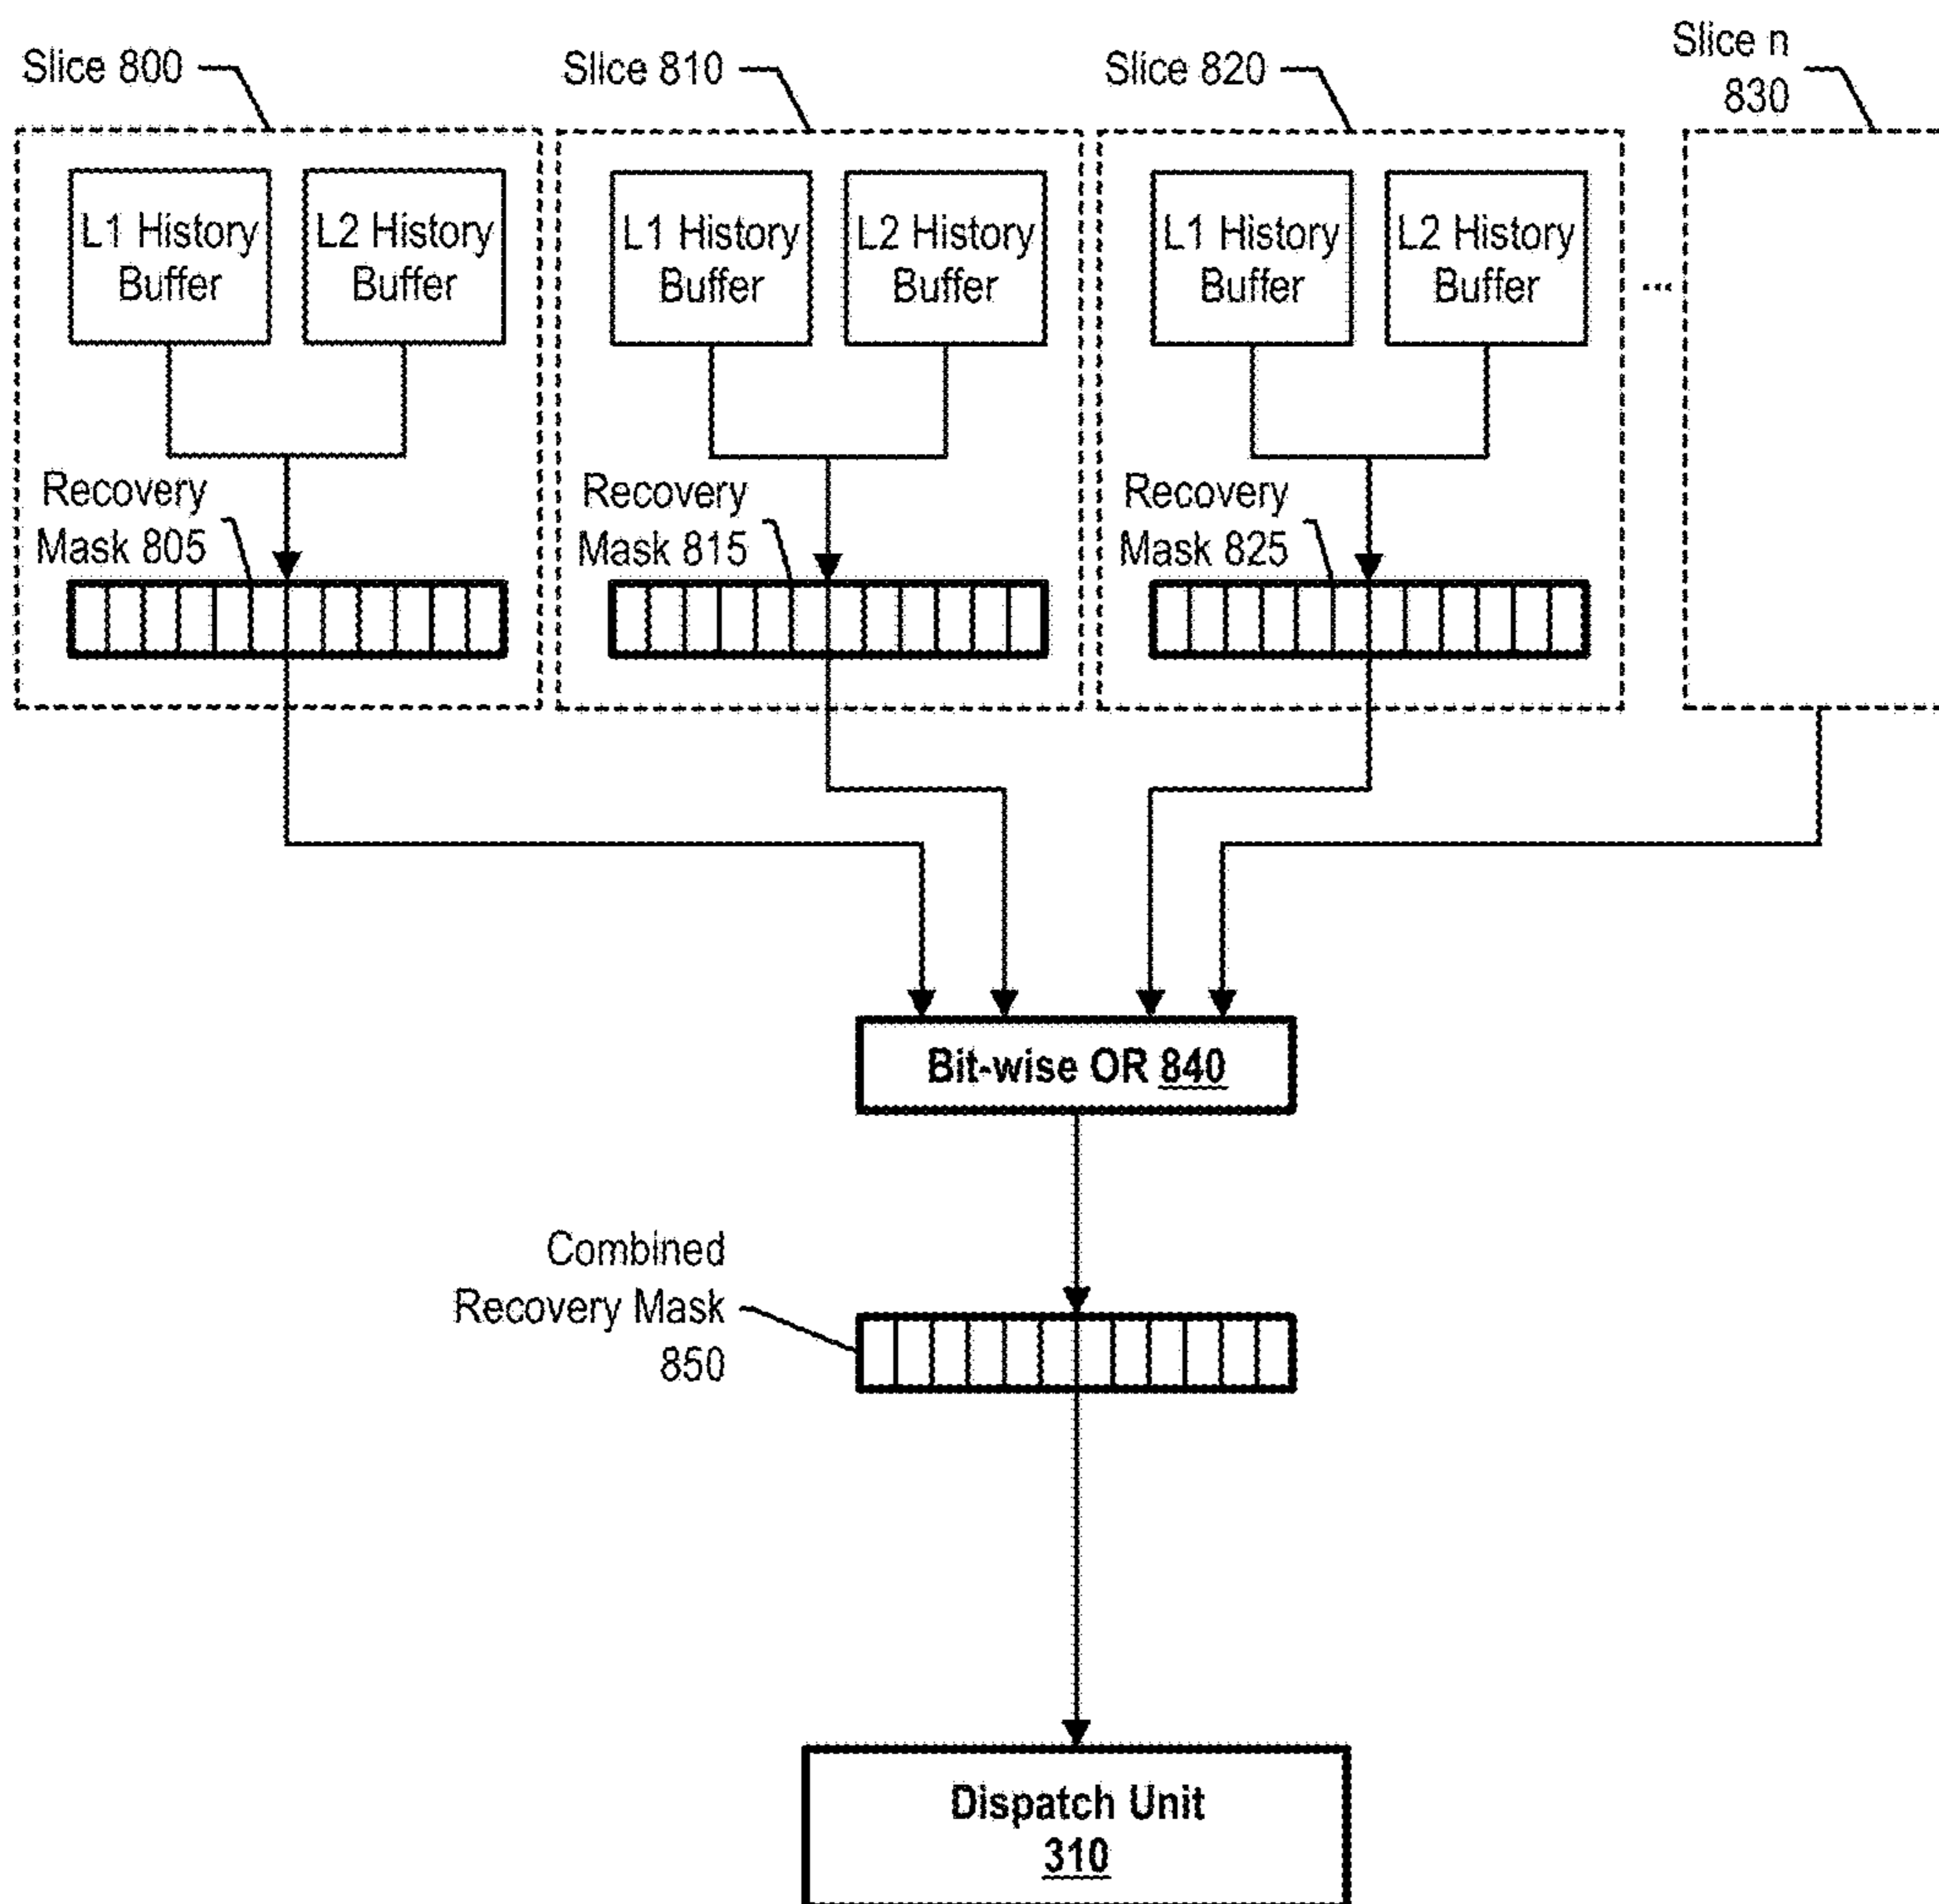 Slice 800
Slice 810
Slice 820
Slice n
830
L1 History
Buffer
L2 History
Buffer
L1 History
Buffer
L2 History
Buffer
L1 History
Buffer
L2 History
Buffer
...
Recovery
Mask 805
Recovery
Mask 815
Recovery
Mask 825
Bit-wise OR 840
Combined
Recovery Mask
850
Dispatch Unit
310